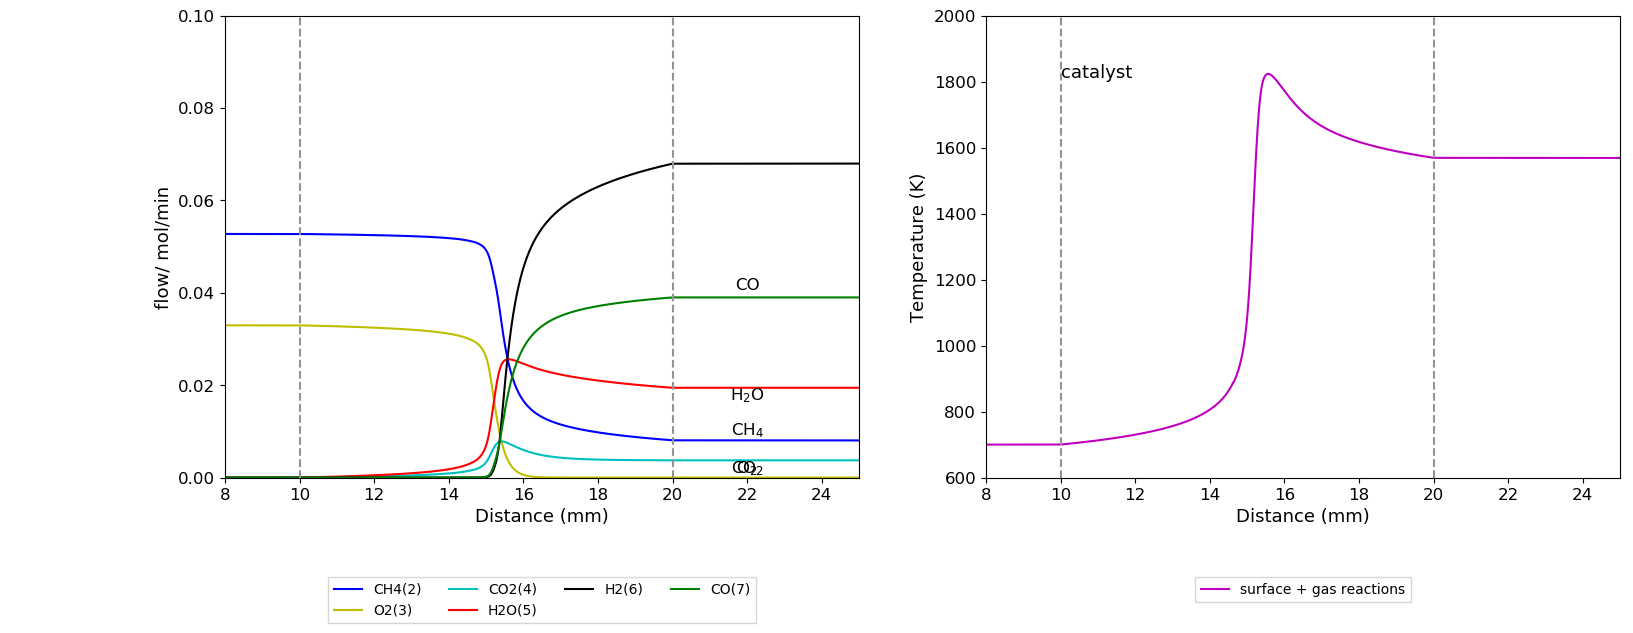 0.10
0.08
0.06
0.04
0.02
0.00
flow/ mol/min
CO
H₂O
CH₄
CO₂
O₂
8 10 12 14 16 18 20 22 24
Distance (mm)
CH4(2) CO2(4) H2(6) CO(7)
O2(3) H2O(5)
2000
1800
1600
1400
1200
1000
800
600
Temperature (K)
catalyst
8 10 12 14 16 18 20 22 24
Distance (mm)
surface + gas reactions